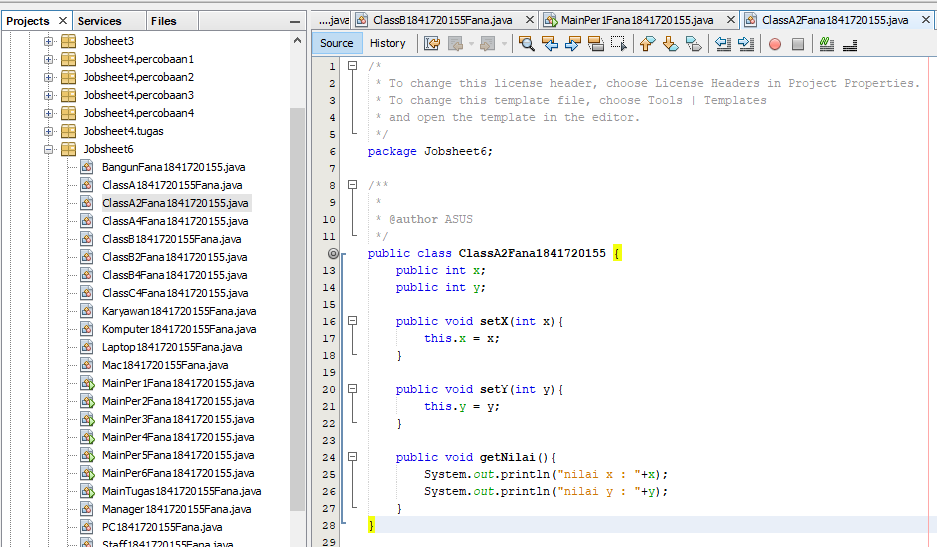 Projects
Services
Files
Jobsheet3
Jobsheet4.percobaan1
Jobsheet4.percobaan2
Jobsheet4.percobaan3
Jobsheet4.percobaan4
Jobsheet4.tugas
Jobsheet6
BangunFana1841720155.java
ClassA1841720155Fana.java
ClassA2Fana1841720155.java
ClassA4Fana1841720155.java
ClassB1841720155Fana.java
ClassB2Fana1841720155.java
ClassB4Fana1841720155.java
ClassC4Fana1841720155.java
Karyawan1841720155Fana.java
Komputer1841720155Fana.java
Laptop1841720155Fana.java
Mac1841720155Fana.java
MainPer1Fana1841720155.java
MainPer2Fana1841720155.java
MainPer3Fana1841720155.java
MainPer4Fana1841720155.java
MainPer5Fana1841720155.java
MainPer6Fana1841720155.java
MainTugas1841720155Fana.java
Manager1841720155Fana.java
PC1841720155Fana.java
Staff1841720155Fana.java
....java
ClassB1841720155Fana.java
MainPer1Fana1841720155.java
ClassA2Fana1841720155.java
Source
History
1 /*
2 * To change this license header, choose License Headers in Project Properties.
3 * To change this template file, choose Tools | Templates
4 * and open the template in the editor.
5 */
6 package Jobsheet6;
7
8 /**
9 *
10 * @author ASUS
11 */
public class ClassA2Fana1841720155 {
13 public int x;
14 public int y;
15
16 public void setX(int x){
17 this.x = x;
18 }
19
20 public void setY(int y){
21 this.y = y;
22 }
23
24 public void getNilai(){
25 System.out.println("nilai x : "+x);
26 System.out.println("nilai y : "+y);
27 }
28 }
29